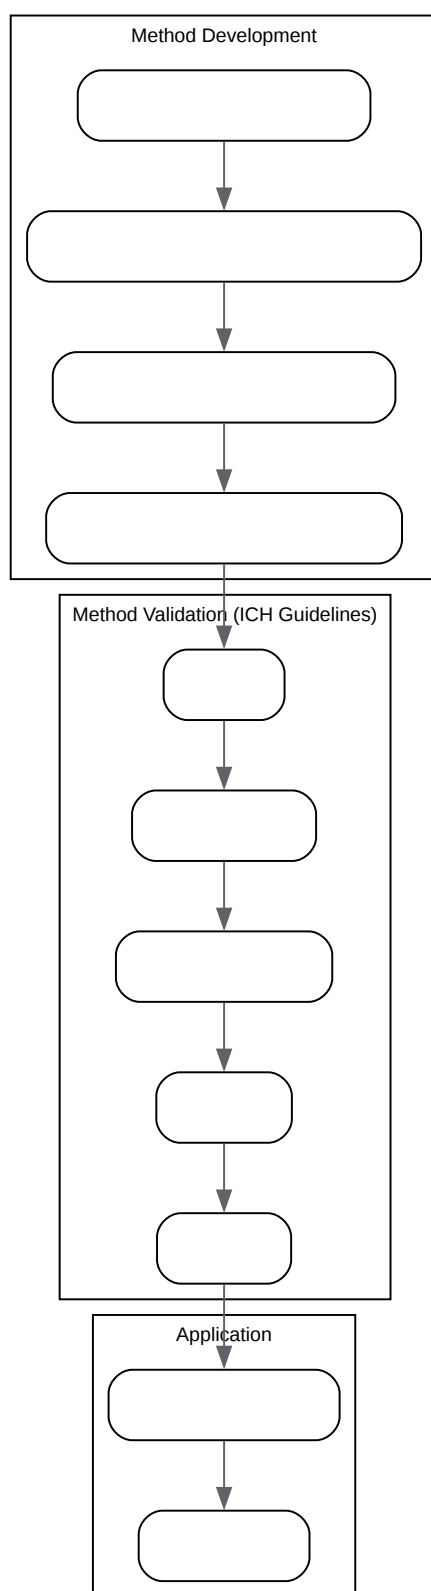 Method Development
Method Validation (ICH Guidelines)
Application